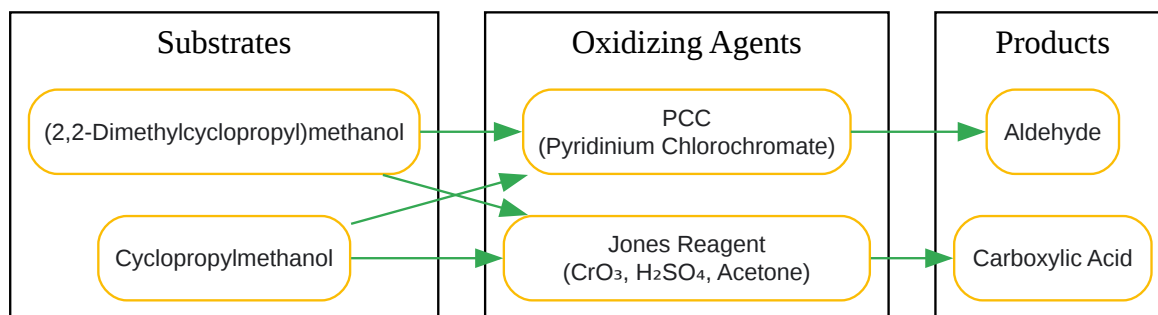 Substrates
(2,2-Dimethylcyclopropyl)methanol
Cyclopropylmethanol
Oxidizing Agents
PCC
(Pyridinium Chlorochromate)
Jones Reagent
(CrO₃, H₂SO₄, Acetone)
Products
Aldehyde
Carboxylic Acid